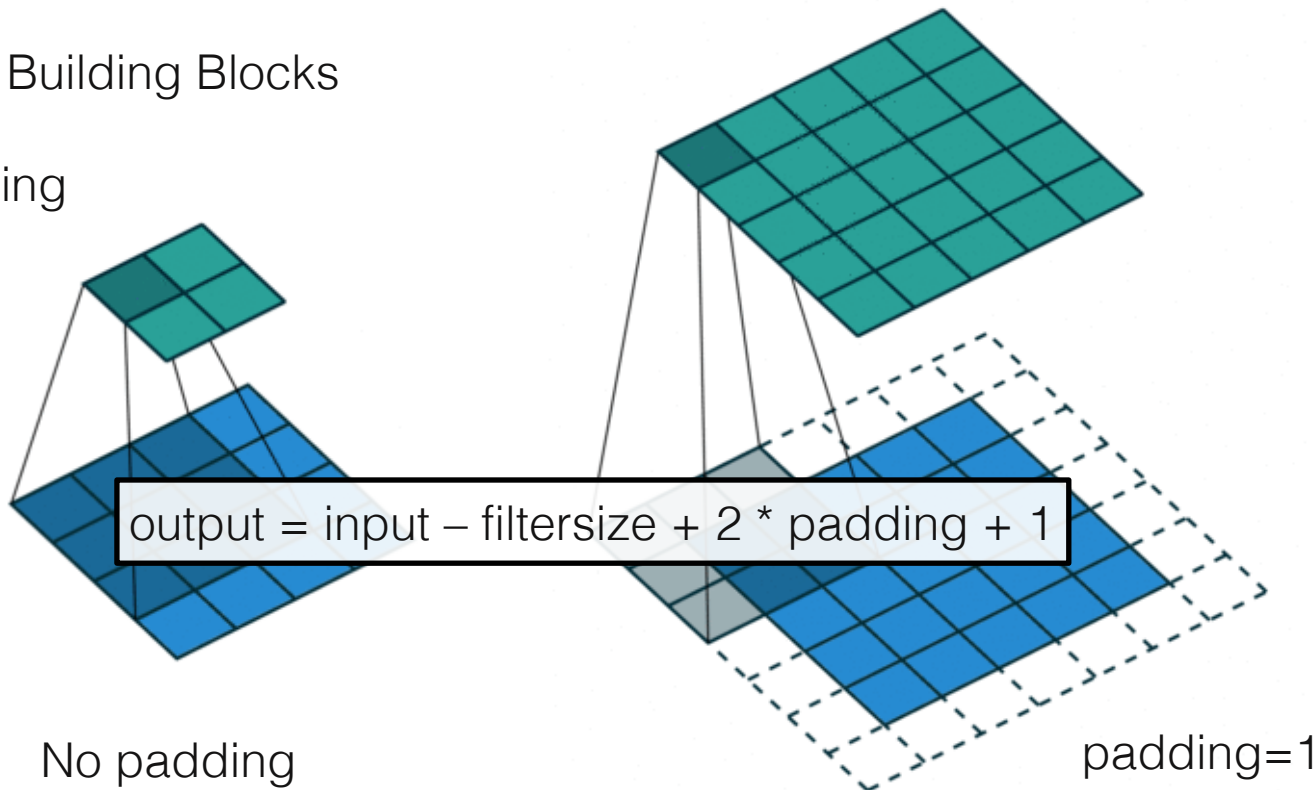 Building Blocks
ing
output = input – filtersize + 2 * padding + 1
No padding
padding=1